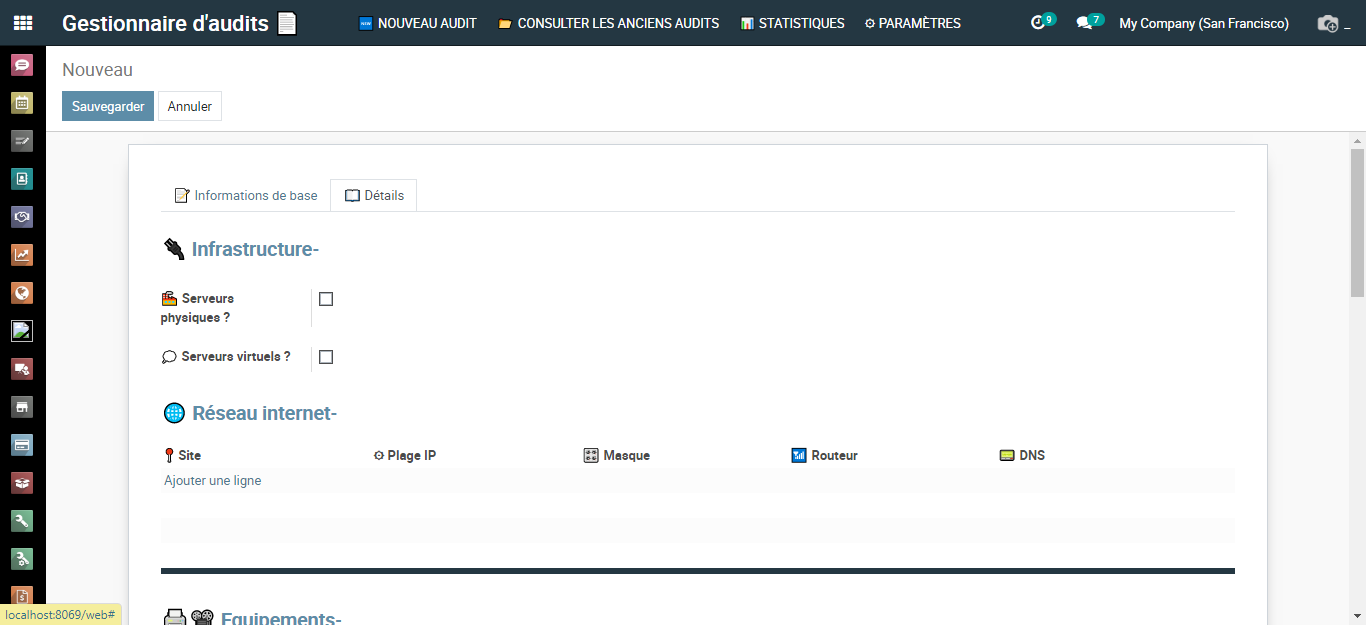 Gestionnaire d'audits NEW NOUVEAU AUDIT CONSULTER LES ANCIENS AUDITS STATISTIQUES PARAMÈTRES 9 7 My Company (San Francisco) _
Nouveau
Sauvegarder Annuler
Informations de base Détails
Infrastructure-
Serveurs
physiques ?
Serveurs virtuels ?
Réseau internet-
Site Plage IP Masque Routeur DNS
Ajouter une ligne
Equipements-
localhost:8069/web#